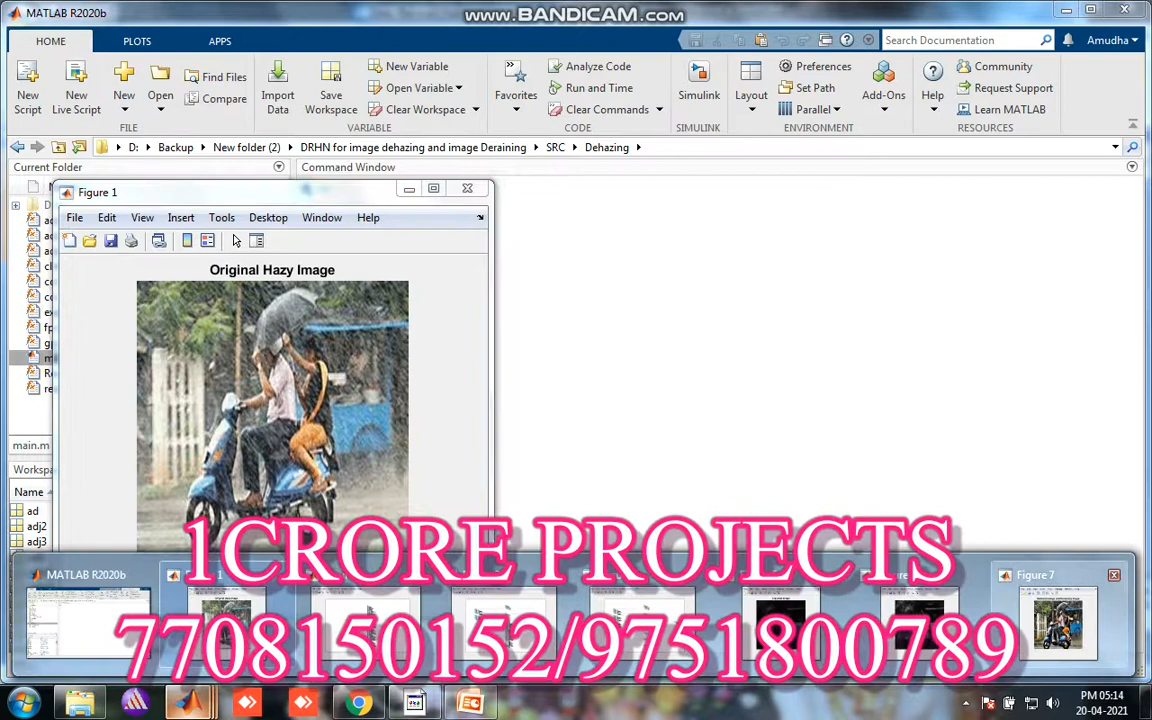 MATLAB R2020b
www.BANDICAM.com
HOME PLOTS APPS
Search Documentation
Amudha
New Script
New Live Script
New
Open
Find Files
Compare
FILE
Import Data
Save Workspace
New Variable
Open Variable
Clear Workspace
VARIABLE
Favorites
Analyze Code
Run and Time
Clear Commands
CODE
Simulink
SIMULINK
Layout
Preferences
Set Path
Parallel
ENVIRONMENT
Add-Ons
Help
Community
Request Support
Learn MATLAB
RESOURCES
D: Backup New folder (2) DRHN for image dehazing and image Deraining SRC Dehazing
Current Folder
Command Window
Figure 1
File Edit View Insert Tools Desktop Window Help
Original Hazy Image
main.m
Name
ad
adj2
adj3
MATLAB R2020b
Figure 7
1CRORE PROJECTS
7708150152/9751800789
PM 05:14
20-04-2021